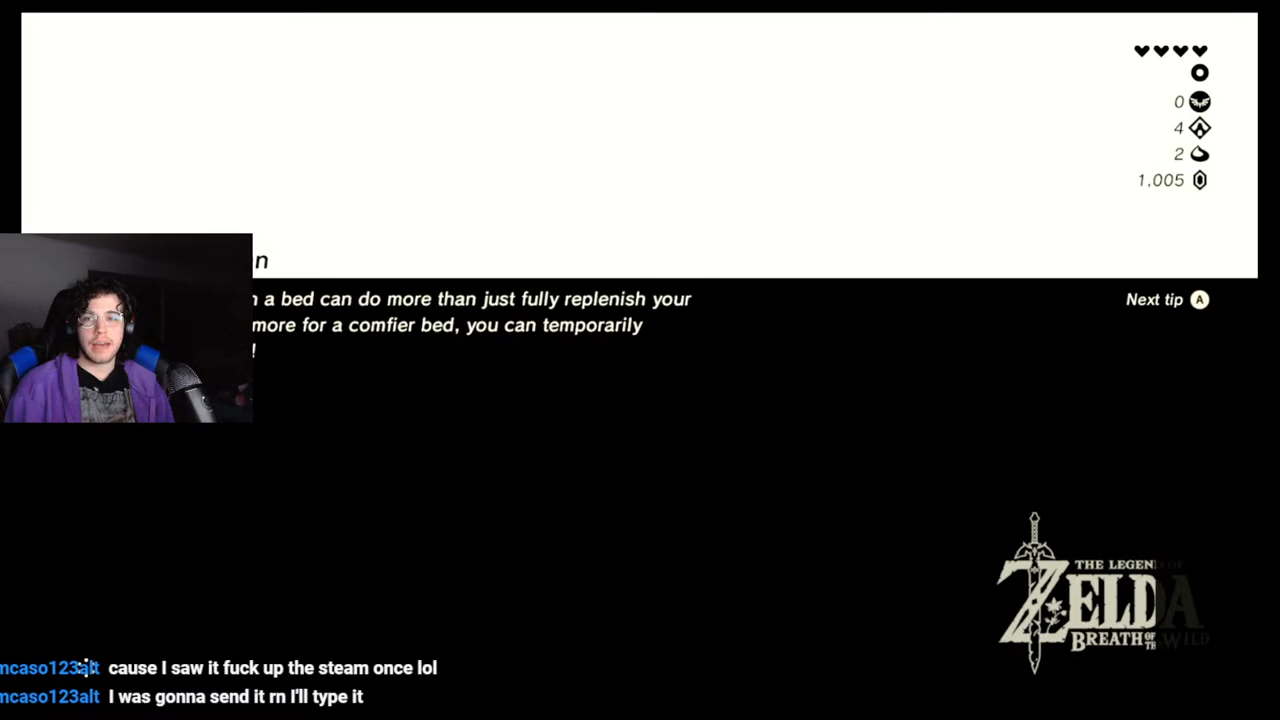 0
4
2
1,005
n
a bed can do more than just fully replenish your
more for a comfier bed, you can temporarily
!
Next tip A
THE LEGEND OF
ZELDA
BREATH OF THE WILD
mcaso123alt cause I saw it fuck up the steam once lol
mcaso123alt I was gonna send it rn I'll type it